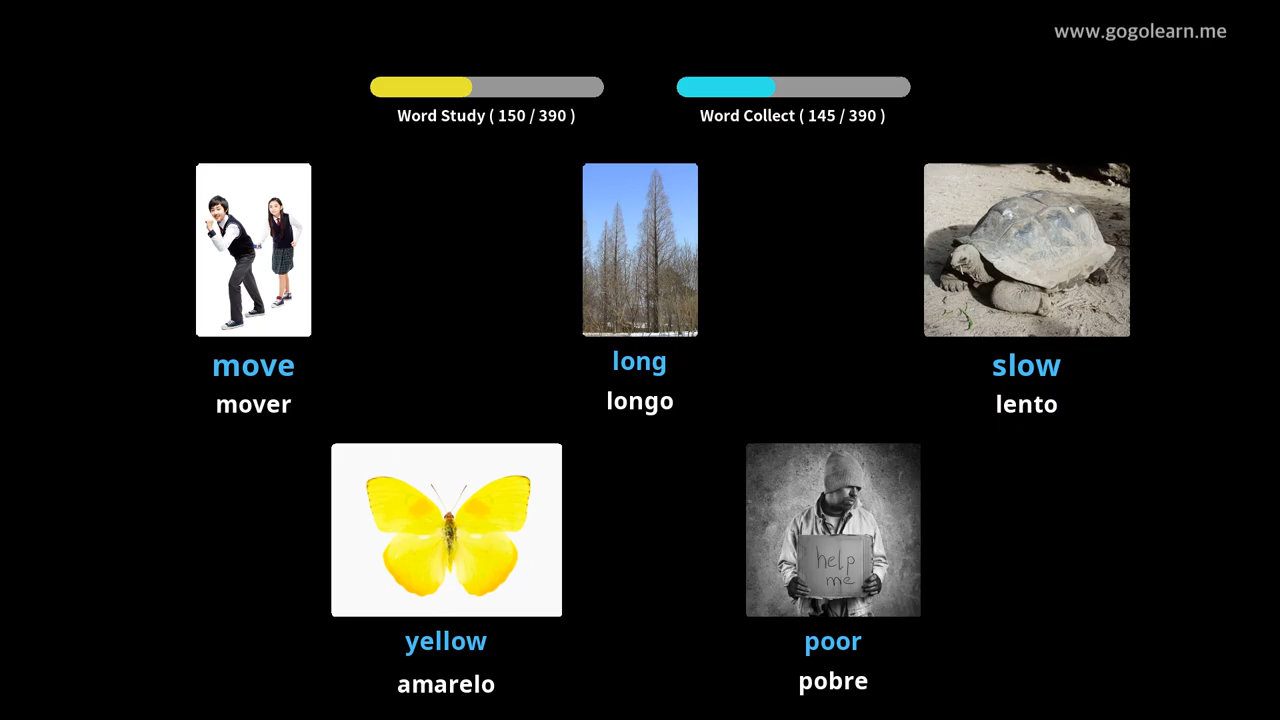 www.gogolearn.me
Word Study ( 150 / 390 )
Word Collect ( 145 / 390 )
move
mover
long
longo
slow
lento
help
me
yellow
amarelo
poor
pobre